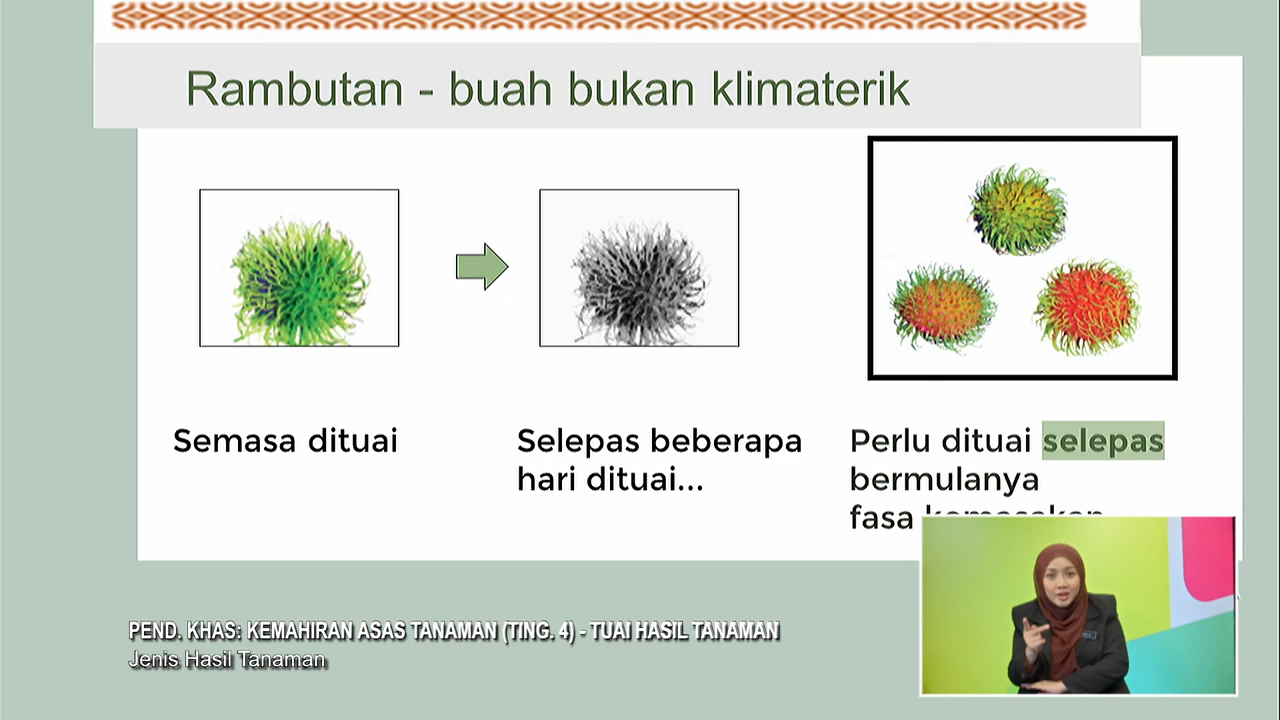 Rambutan - buah bukan klimaterik
Semasa dituai
Selepas beberapa
hari dituai...
Perlu dituai selepas
bermulanya
fasa kemasakan
PEND. KHAS: KEMAHIRAN ASAS TANAMAN (TING. 4) - TUAI HASIL TANAMAN
Jenis Hasil Tanaman